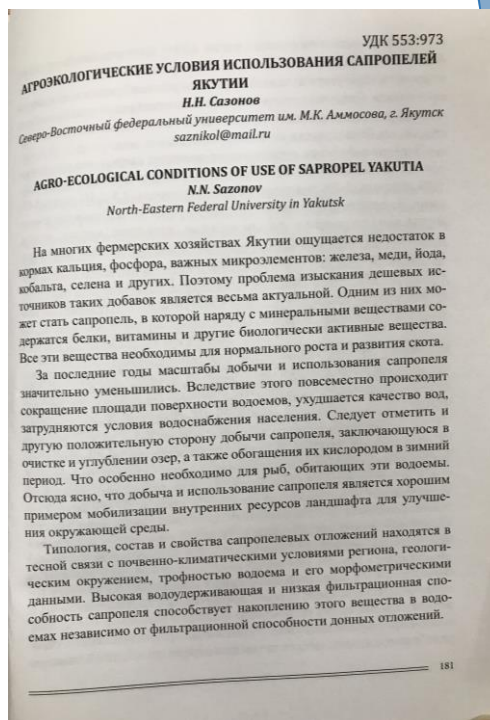 УДК 553:973
АГРОЭКОЛОГИЧЕСКИЕ УСЛОВИЯ ИСПОЛЬЗОВАНИЯ САПРОПЕЛЕЙ
ЯКУТИИ
Н.Н. Сазонов
Северо-Восточный федеральный университет им. М.К. Аммосова, г. Якутск
saznikol@mail.ru
AGRO-ECOLOGICAL CONDITIONS OF USE OF SAPROPEL YAKUTIA
N.N. Sazonov
North-Eastern Federal University in Yakutsk
На многих фермерских хозяйствах Якутии ощущается недостаток в
кормах кальция, фосфора, важных микроэлементов: железа, меди, йода,
кобальта, селена и других. Поэтому проблема изыскания дешевых ис-
точников таких добавок является весьма актуальной. Одним из них мо-
жет стать сапропель, в которой наряду с минеральными веществами со-
держатся белки, витамины и другие биологически активные вещества.
Все эти вещества необходимы для нормального роста и развития скота.
За последние годы масштабы добычи и использования сапропеля
значительно уменьшились. Вследствие этого повсеместно происходит
сокращение площади поверхности водоемов, ухудшается качество вод,
затрудняются условия водоснабжения населения. Следует отметить и
другую положительную сторону добычи сапропеля, заключающуюся в
очистке и углублении озер, а также обогащения их кислородом в зимний
период. Что особенно необходимо для рыб, обитающих эти водоемы.
Отсюда ясно, что добыча и использование сапропеля является хорошим
примером мобилизации внутренних ресурсов ландшафта для улучше-
ния окружающей среды.
Типология, состав и свойства сапропелевых отложений находятся в
тесной связи с почвенно-климатическими условиями региона, геологи-
ческим окружением, трофностью водоема и его морфометрическими
данными. Высокая водоудерживающая и низкая фильтрационная спо-
собность сапропеля способствует накоплению этого вещества в водо-
емах независимо от фильтрационной способности донных отложений.
181